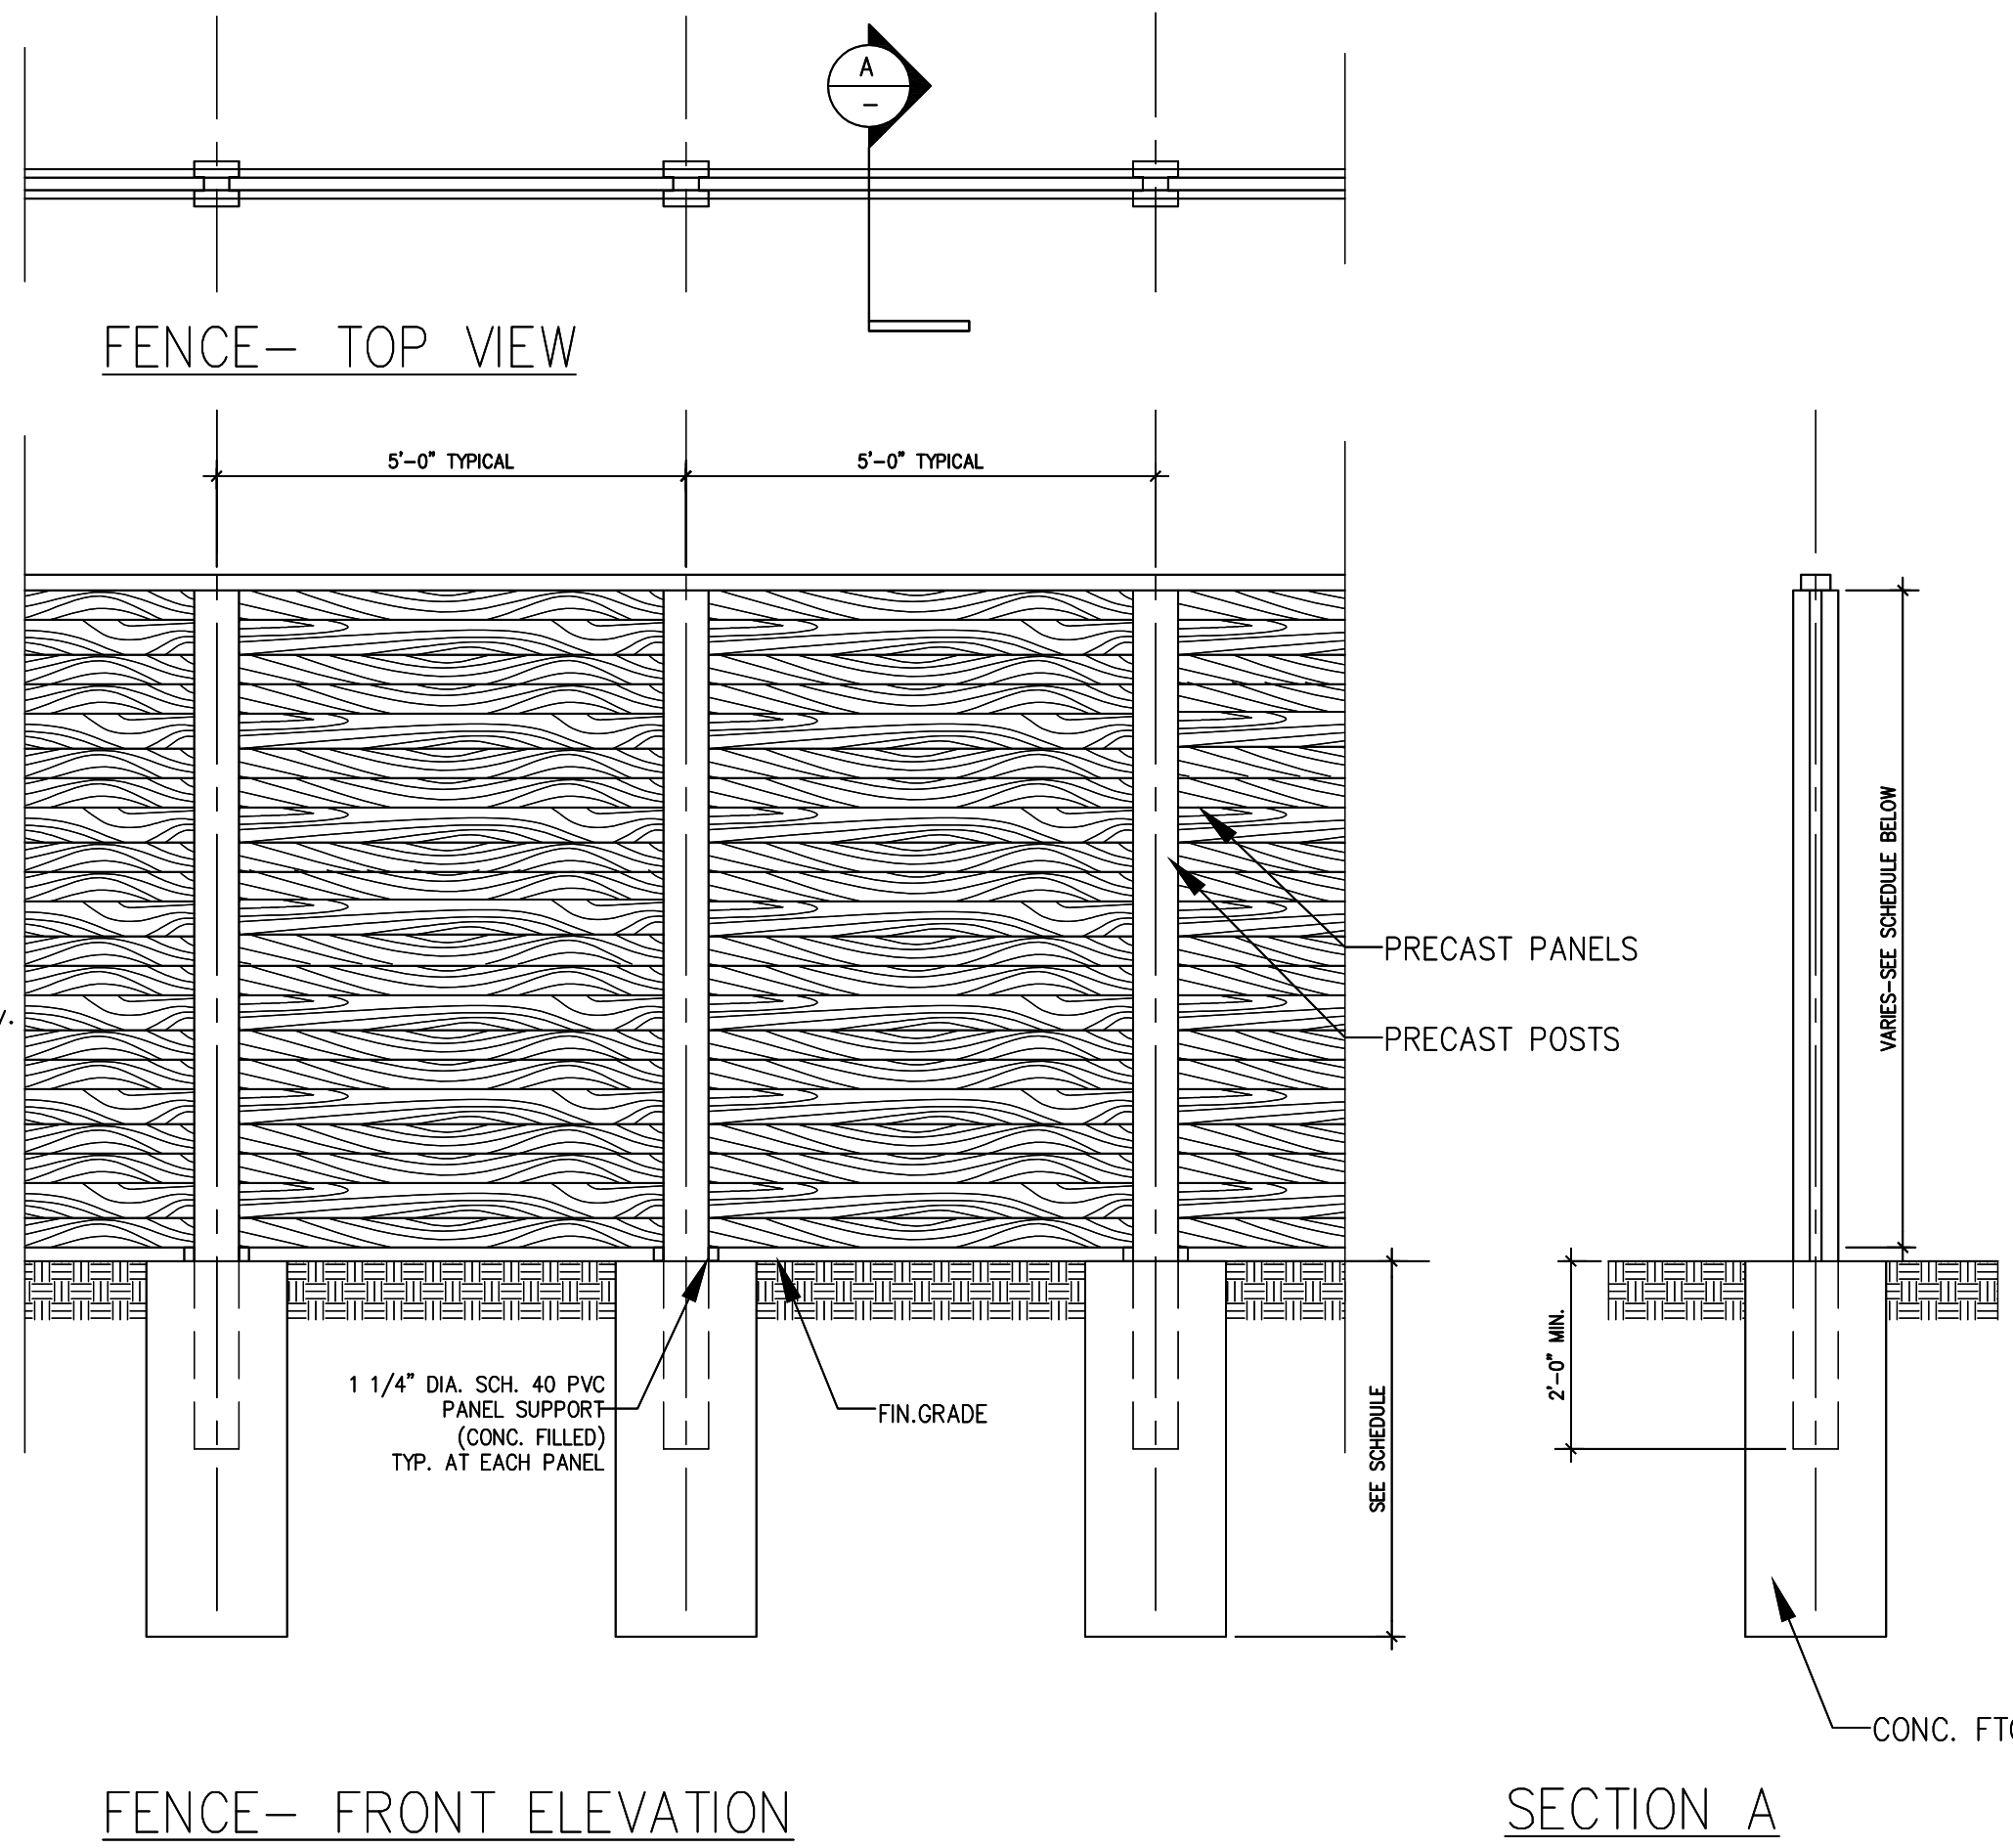 A
-
FENCE- TOP VIEW
5'-0" TYPICAL
5'-0" TYPICAL
PRECAST PANELS
PRECAST POSTS
VARIES-SEE SCHEDULE BELOW
1 1/4" DIA. SCH. 40 PVC
PANEL SUPPORT
(CONC. FILLED)
TYP. AT EACH PANEL
FIN.GRADE
SEE SCHEDULE
2'-0" MIN.
CONC.
FENCE- FRONT ELEVATION
SECTION A